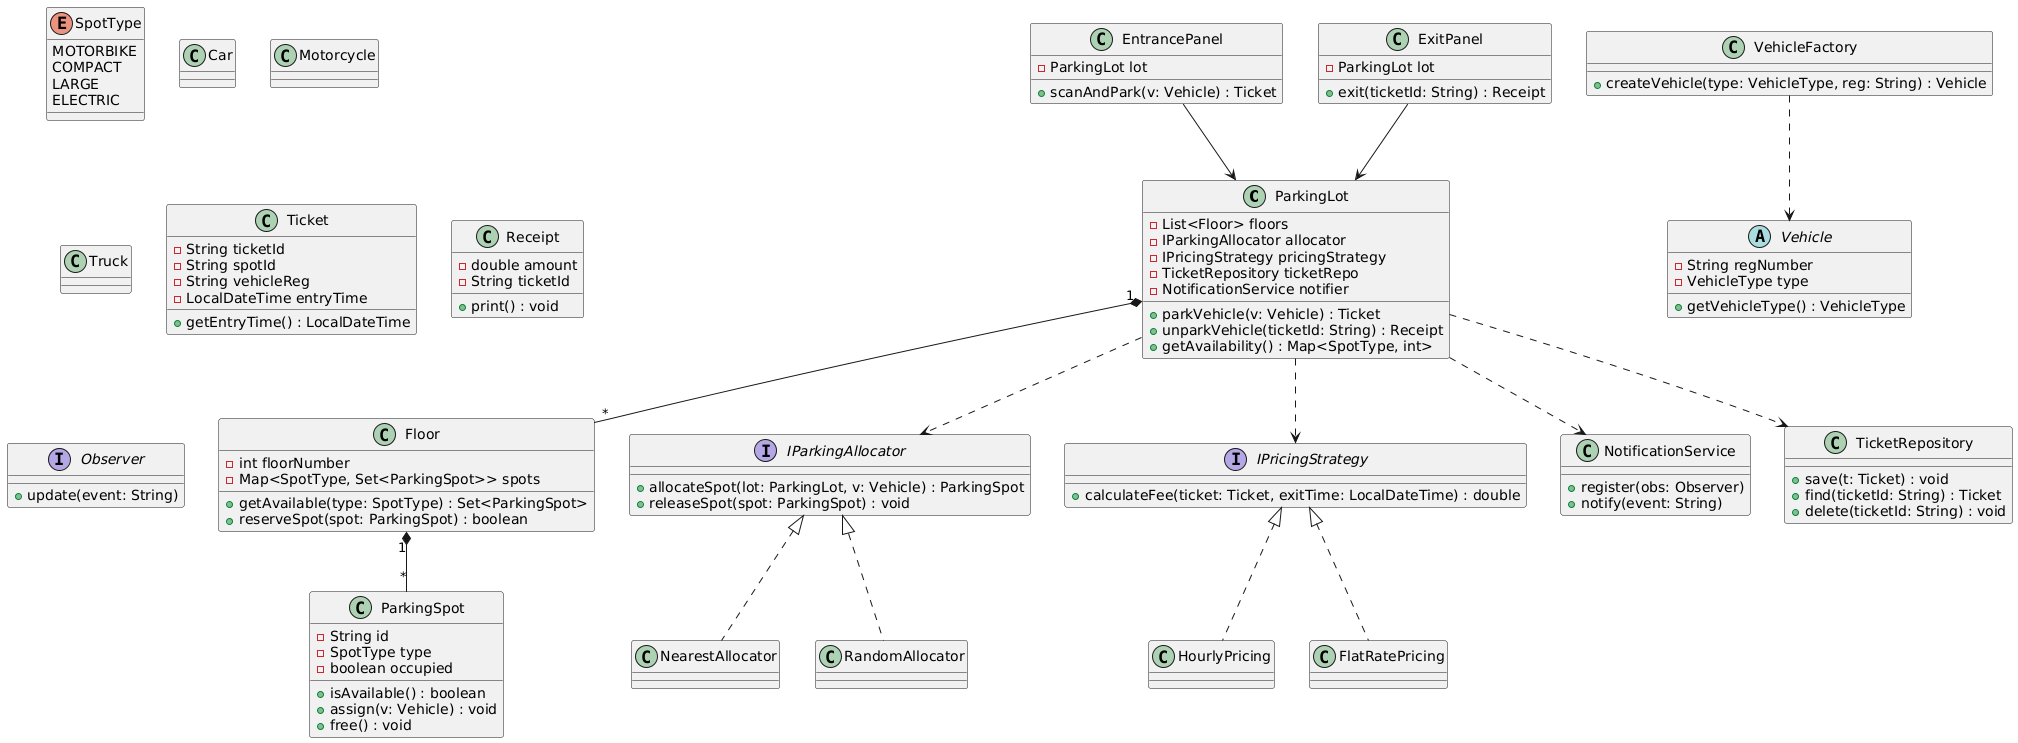 E SpotType
MOTORBIKE
COMPACT
LARGE
ELECTRIC
C Car
C Motorcycle
C EntrancePanel
ParkingLot lot
scanAndPark(v: Vehicle) : Ticket
C ExitPanel
ParkingLot lot
exit(ticketId: String) : Receipt
C VehicleFactory
createVehicle(type: VehicleType, reg: String) : Vehicle
C Truck
C Ticket
String ticketId
String spotId
String vehicleReg
LocalDateTime entryTime
getEntryTime() : LocalDateTime
C Receipt
double amount
String ticketId
print() : void
C ParkingLot
List<Floor> floors
IParkingAllocator allocator
IPricingStrategy pricingStrategy
TicketRepository ticketRepo
NotificationService notifier
parkVehicle(v: Vehicle) : Ticket
unparkVehicle(ticketId: String) : Receipt
getAvailability() : Map<SpotType, int>
A Vehicle
String regNumber
VehicleType type
getVehicleType() : VehicleType
1
*
I Observer
update(event: String)
C Floor
int floorNumber
Map<SpotType, Set<ParkingSpot>> spots
getAvailable(type: SpotType) : Set<ParkingSpot>
reserveSpot(spot: ParkingSpot) : boolean
I IParkingAllocator
allocateSpot(lot: ParkingLot, v: Vehicle) : ParkingSpot
releaseSpot(spot: ParkingSpot) : void
I IPricingStrategy
calculateFee(ticket: Ticket, exitTime: LocalDateTime) : double
C NotificationService
register(obs: Observer)
notify(event: String)
C TicketRepository
save(t: Ticket) : void
find(ticketId: String) : Ticket
delete(ticketId: String) : void
1
*
C ParkingSpot
String id
SpotType type
boolean occupied
isAvailable() : boolean
assign(v: Vehicle) : void
free() : void
C NearestAllocator
C RandomAllocator
C HourlyPricing
C FlatRatePricing